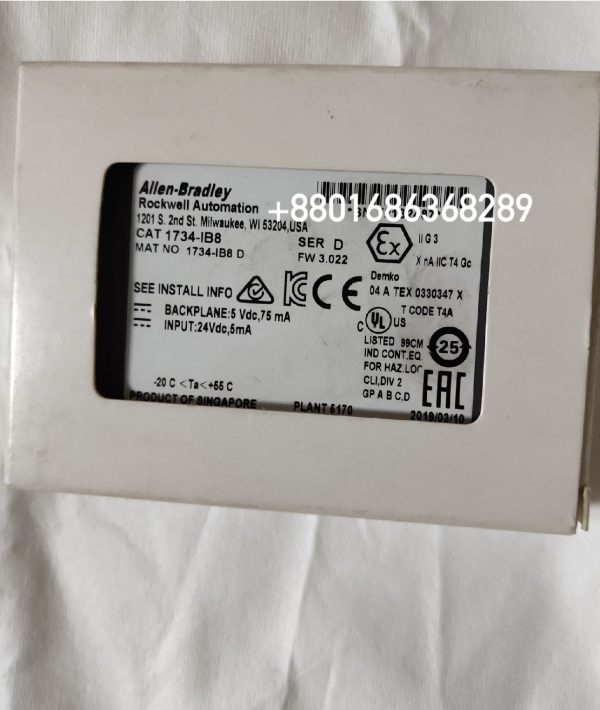 Allen-Bradley
Rockwell Automation
1201 S. 2nd St. Milwaukee, WI 53204,USA
CAT 1734-IB8
SER D
MAT NO 1734-IB8 D
FW 3.022
+8801686368289
Ex
II G 3
X nA IIC T4 Gc
Demko
04 A TEX 0330347 X
T CODE T4A
SEE INSTALL INFO
CE
BACKPLANE:5 Vdc,75 mA
INPUT:24Vdc,5mA
C UL US
LISTED 99CM
IND CONT.EQ.
FOR HAZ.LOC
CLI,DIV 2
GP A B C,D
25
EAC
-20 C <Ta<+55 C
PRODUCT OF SINGAPORE
PLANT 5170
2019/03/10